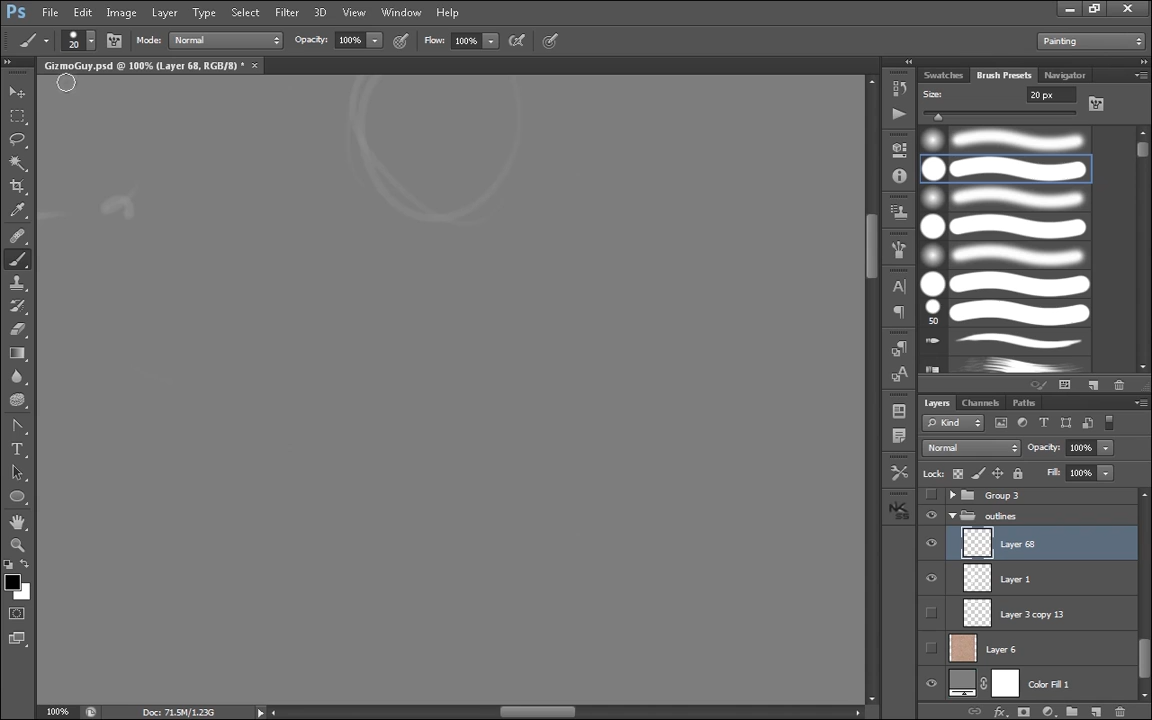 Ps File Edit Image Layer Type Select Filter 3D View Window Help
20 Mode: Normal Opacity: 100% Flow: 100% Painting
GizmoGuy.psd @ 100% (Layer 68, RGB/8) * ×
Swatches Brush Presets Navigator
Size: 20 px
50
Layers Channels Paths
Kind
Normal Opacity: 100%
Lock: Fill: 100%
Group 3
outlines
Layer 68
Layer 1
Layer 3 copy 13
Layer 6
Color Fill 1
100% Doc: 71.5M/1.23G